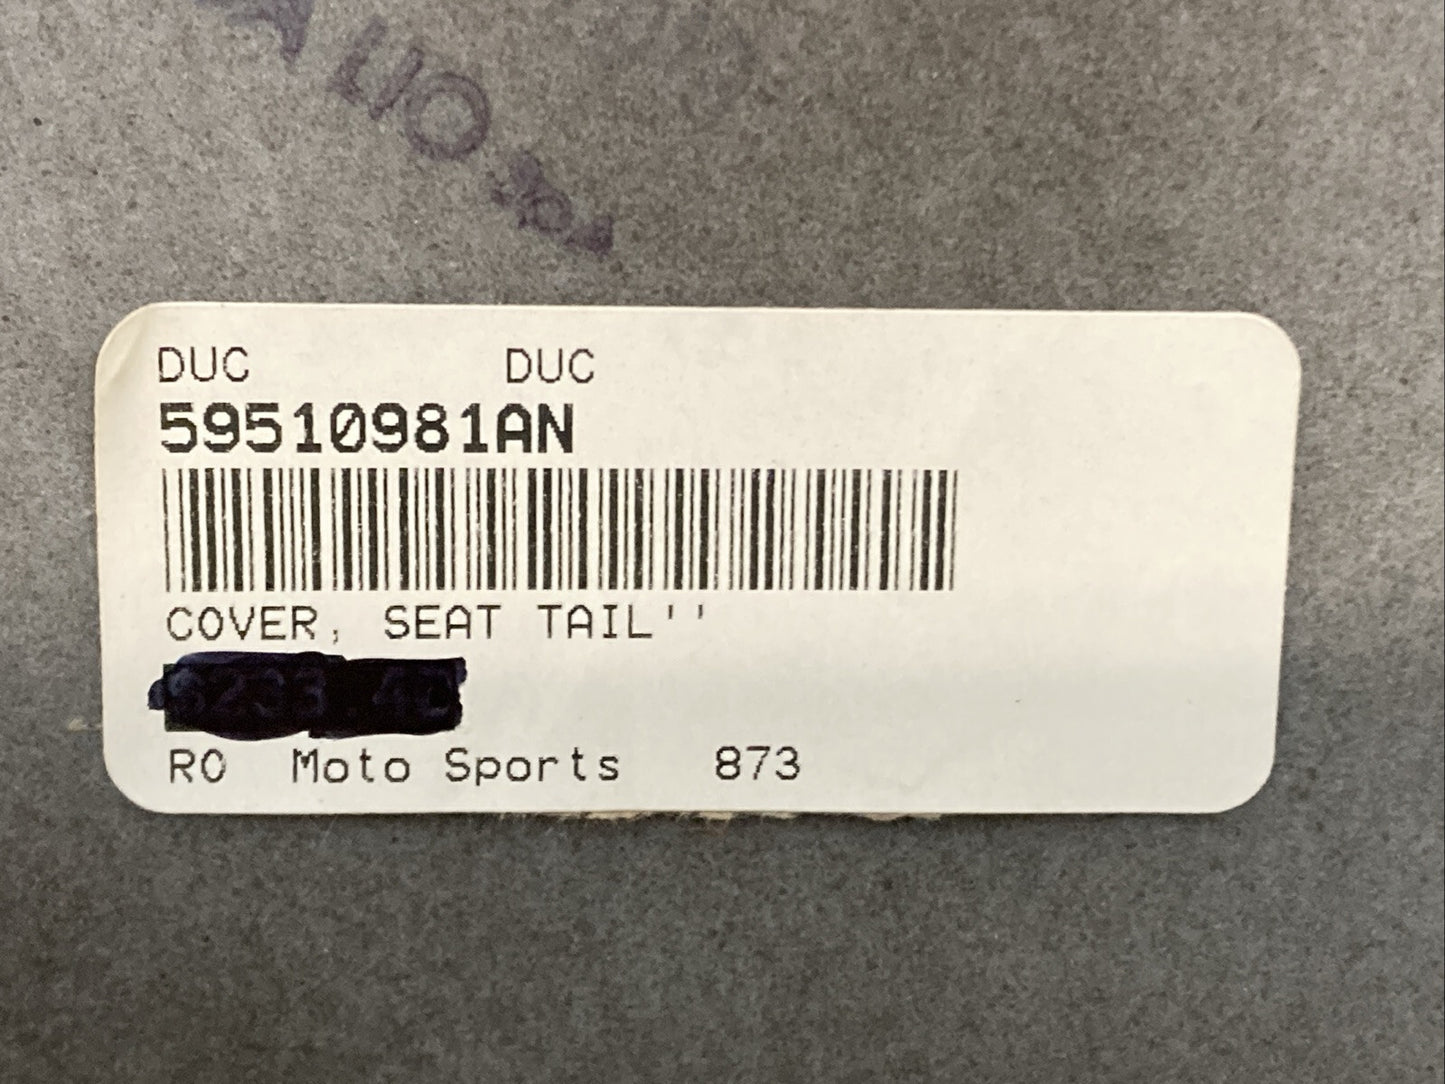 DUC DUC
59510981AN
COVER, SEAT TAIL''
RO Moto Sports 873